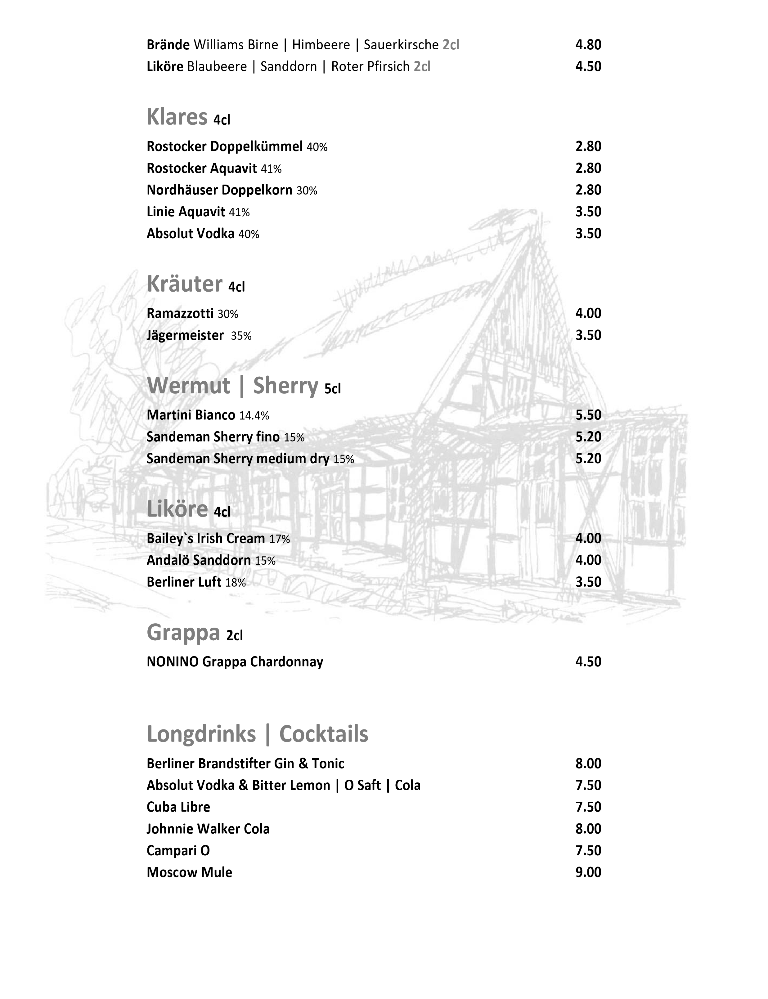 Brände Williams Birne | Himbeere | Sauerkirsche 2cl 4.80
Liköre Blaubeere | Sanddorn | Roter Pfirsich 2cl 4.50
Klares 4cl
Rostocker Doppelkümmel 40% 2.80
Rostocker Aquavit 41% 2.80
Nordhäuser Doppelkorn 30% 2.80
Linie Aquavit 41% 3.50
Absolut Vodka 40% 3.50
Kräuter 4cl
Ramazzotti 30% 4.00
Jägermeister 35% 3.50
Wermut | Sherry 5cl
Martini Bianco 14.4% 5.50
Sandeman Sherry fino 15% 5.20
Sandeman Sherry medium dry 15% 5.20
Liköre 4cl
Bailey`s Irish Cream 17% 4.00
Andalö Sanddorn 15% 4.00
Berliner Luft 18% 3.50
Grappa 2cl
NONINO Grappa Chardonnay 4.50
Longdrinks | Cocktails
Berliner Brandstifter Gin & Tonic 8.00
Absolut Vodka & Bitter Lemon | O Saft | Cola 7.50
Cuba Libre 7.50
Johnnie Walker Cola 8.00
Campari O 7.50
Moscow Mule 9.00